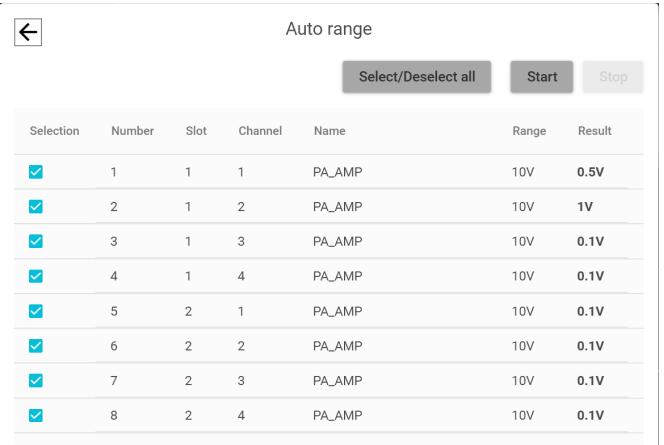 Auto range
Select/Deselect all Start Stop
Selection Number Slot Channel Name Range Result
1 1 1 PA_AMP 10V 0.5V
2 1 2 PA_AMP 10V 1V
3 1 3 PA_AMP 10V 0.1V
4 1 4 PA_AMP 10V 0.1V
5 2 1 PA_AMP 10V 0.1V
6 2 2 PA_AMP 10V 0.1V
7 2 3 PA_AMP 10V 0.1V
8 2 4 PA_AMP 10V 0.1V